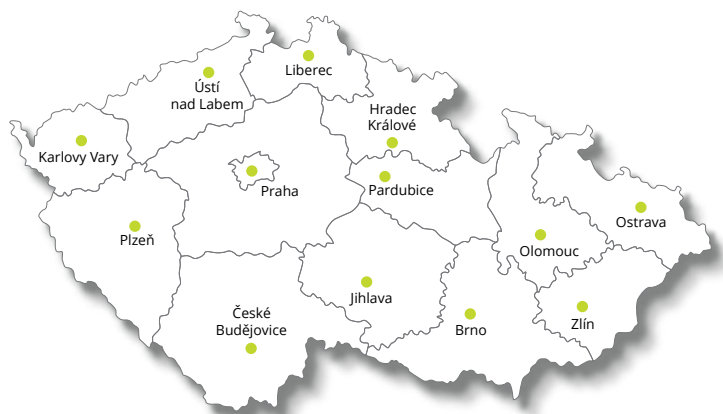 Liberec
Ústí
nad Labem
Hradec
Králové
Karlovy Vary
Praha
Pardubice
Ostrava
Plzeň
Olomouc
Jihlava
České
Budějovice
Brno
Zlín